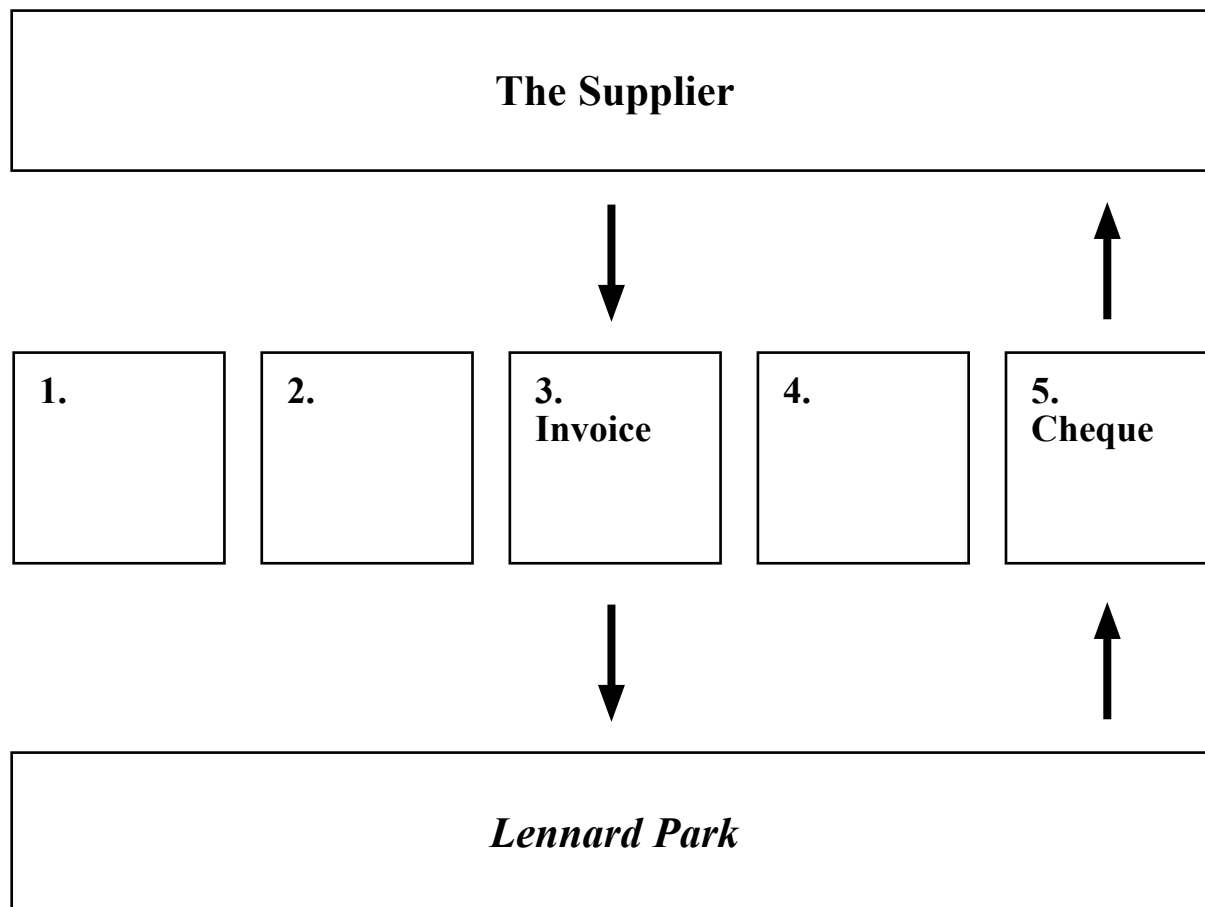 The Supplier
1.
2.
3.
Invoice
4.
5.
Cheque
Lennard Park